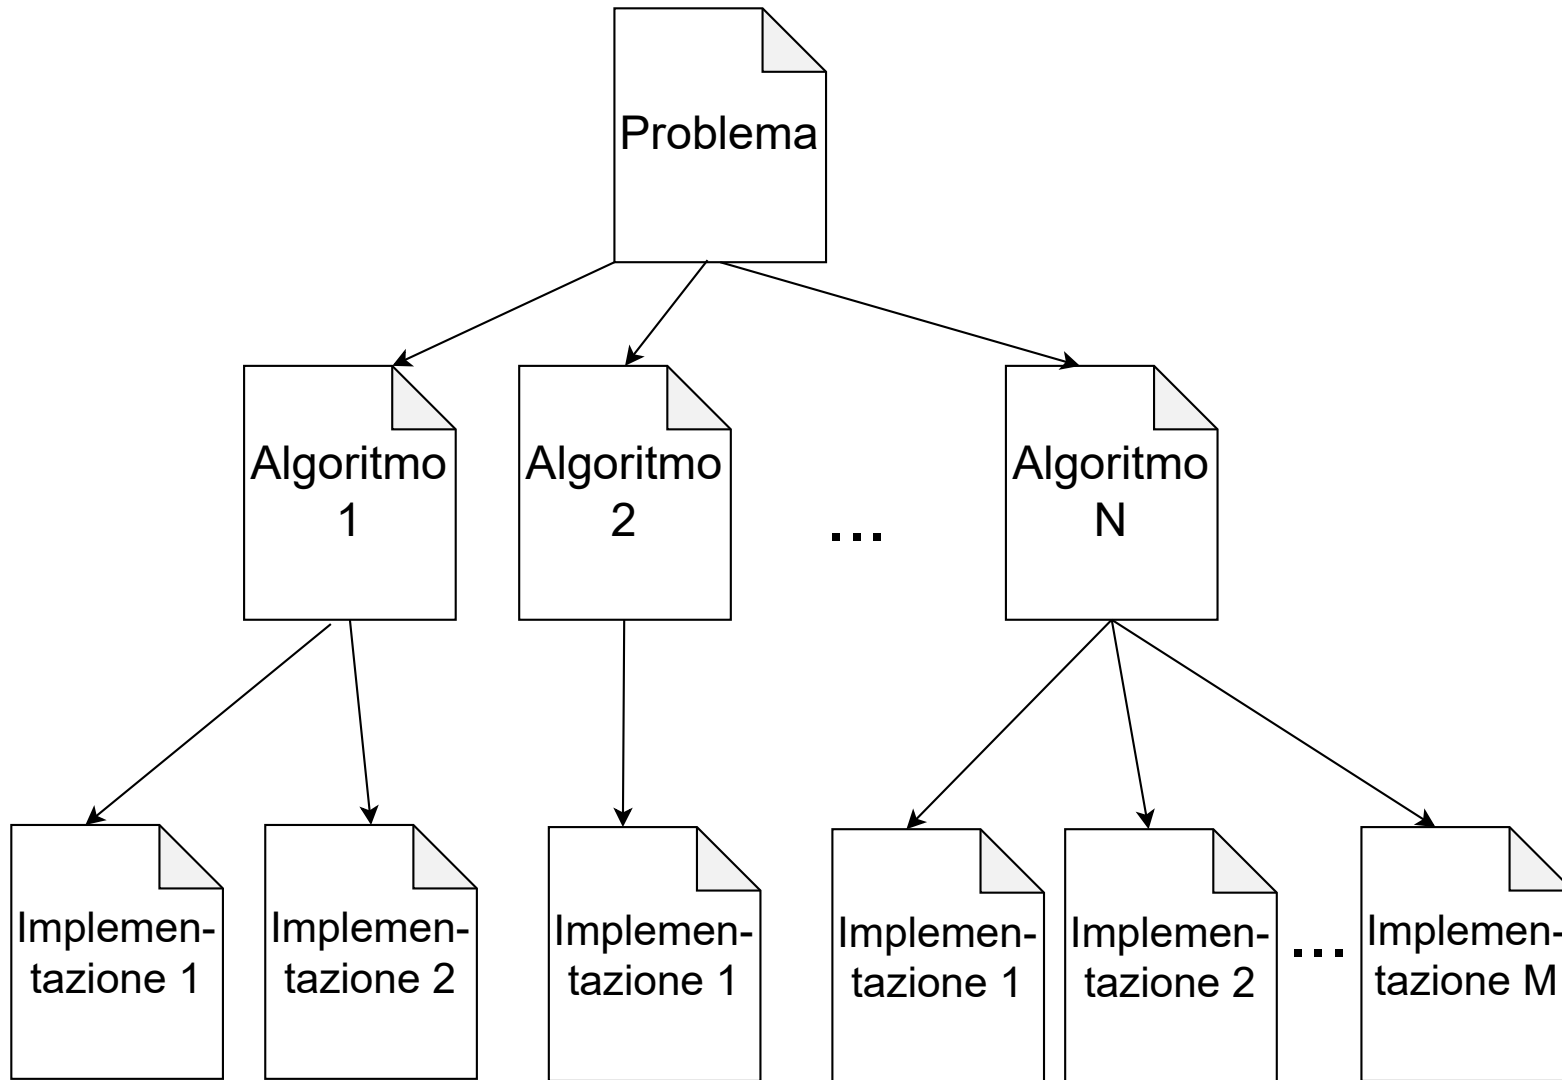 Problema
Algoritmo
1
Algoritmo
2
...
Algoritmo
N
Implemen-
tazione 1
Implemen-
tazione 2
Implemen-
tazione 1
Implemen-
tazione 1
Implemen-
tazione 2
...
Implemen-
tazione M